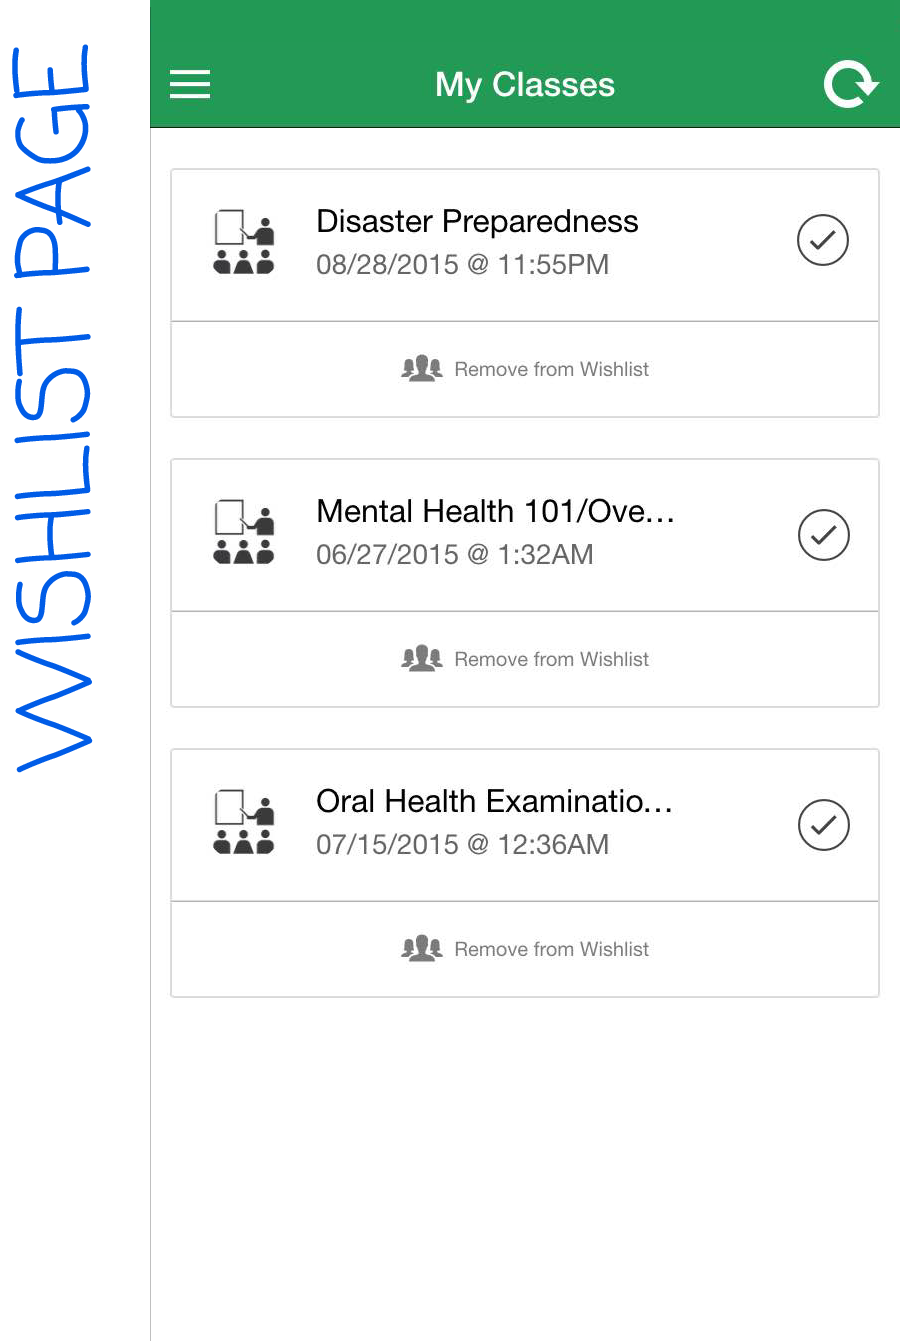 WISHLIST PAGE
My Classes
Disaster Preparedness
08/28/2015 @ 11:55PM
Remove from Wishlist
Mental Health 101/Ove...
06/27/2015 @ 1:32AM
Remove from Wishlist
Oral Health Examinatio...
07/15/2015 @ 12:36AM
Remove from Wishlist